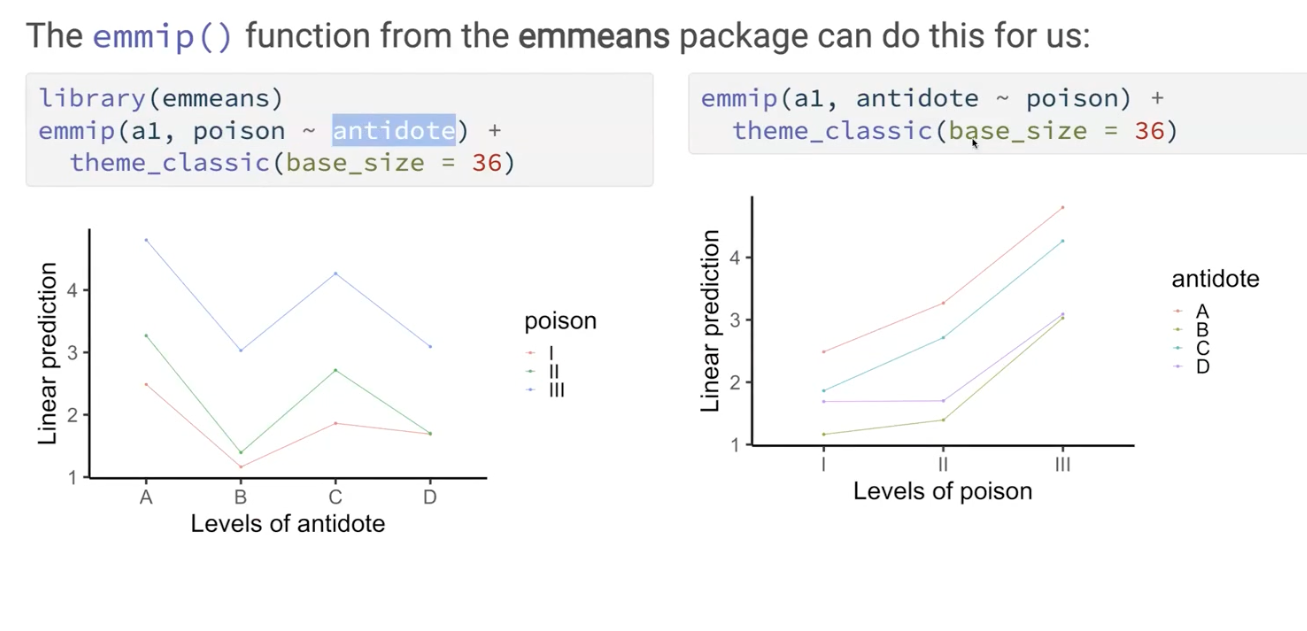 The emmip() function from the emmeans package can do this for us:
library(emmeans)
emmip(a1, poison ~ antidote) +
theme_classic(base_size = 36)
Linear prediction
4
3
2
1
A B C D
Levels of antidote
poison
I
II
III
emmip(a1, antidote ~ poison) +
theme_classic(base_size = 36)
Linear prediction
4
3
2
1
I II III
Levels of poison
antidote
A
B
C
D